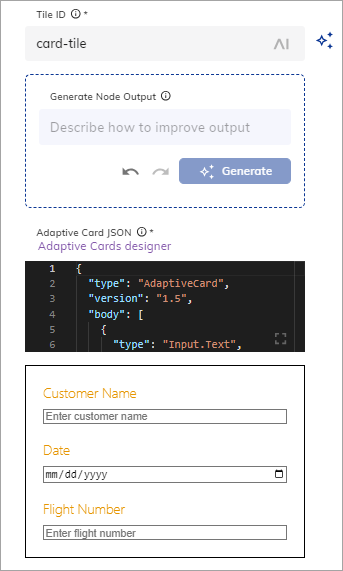 Tile ID *
card-tile
AI
Generate Node Output
Describe how to improve output
Generate
Adaptive Card JSON *
Adaptive Cards designer
1 {
2 "type": "AdaptiveCard",
3 "version": "1.5",
4 "body": [
5 {
6 "type": "Input.Text",
Customer Name
Enter customer name
Date
mm/dd/yyyy
Flight Number
Enter flight number